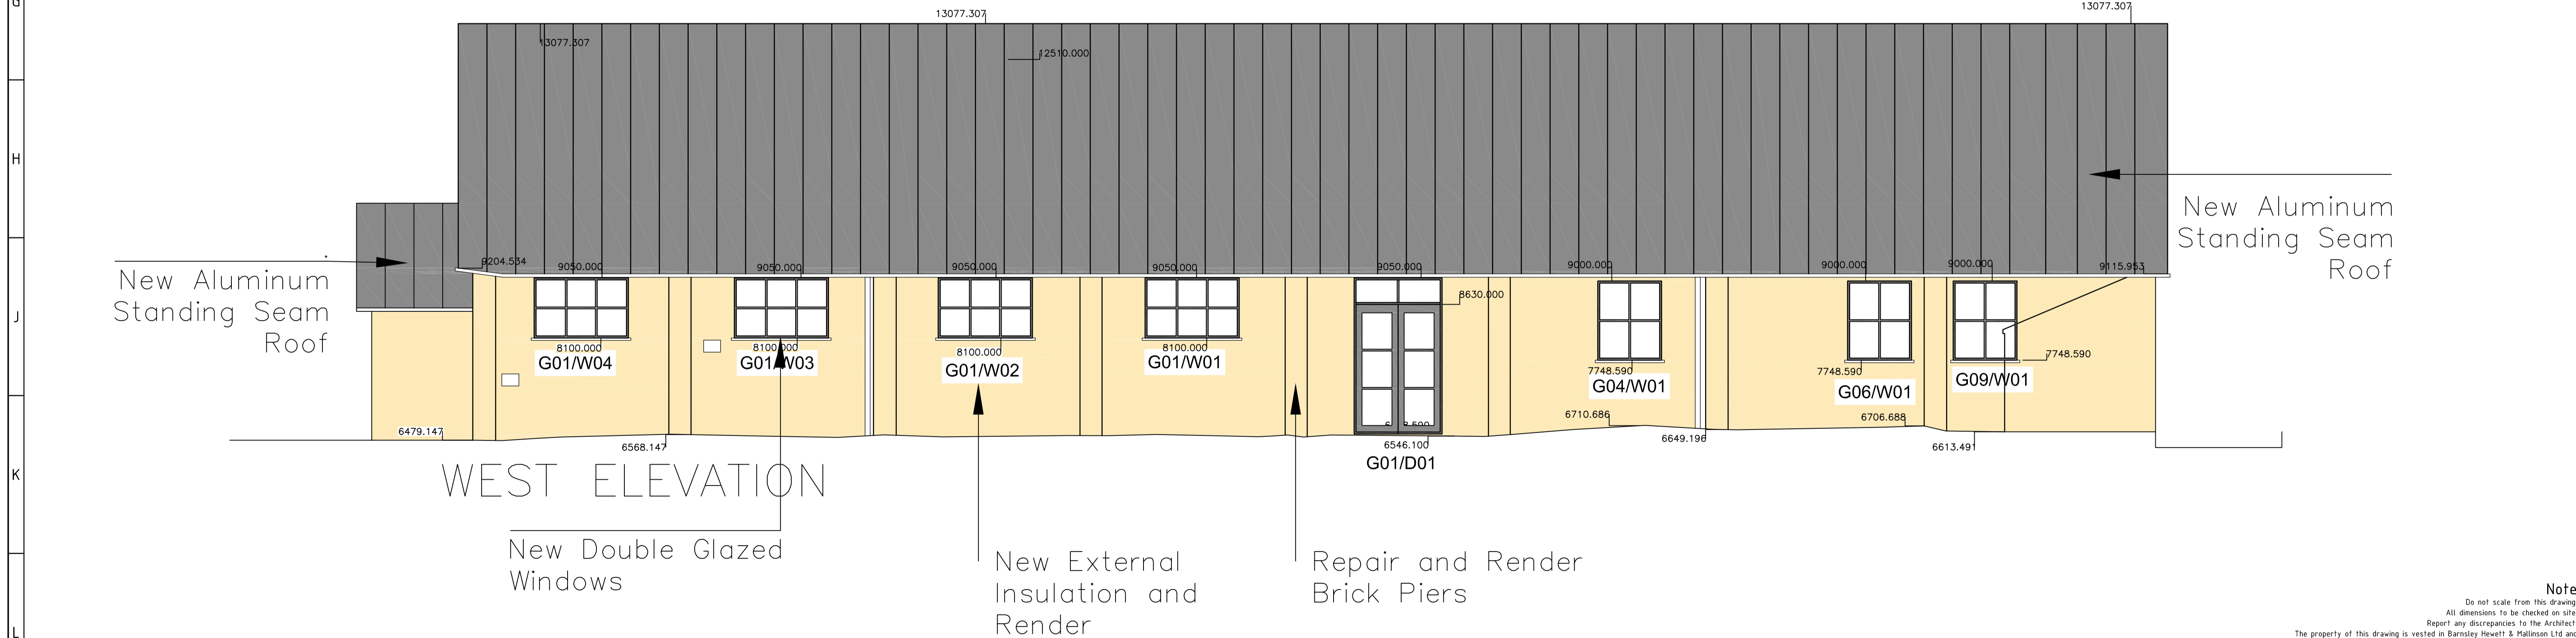 G
13077.307
13077.307
13077.307
12510.000
H
New Aluminum
Standing Seam
Roof
New Aluminum
Standing Seam
Roof
9204.534
9050.000
9050.000
9050.000
9050.000
9050.000
9000.000
9000.000
9000.000
9115.953
J
8630.000
8100.000
8100.000
8100.000
8100.000
7748.590
7748.590
7748.590
G01/W04
G01/W03
G01/W02
G01/W01
G04/W01
G06/W01
G09/W01
6479.147
6568.147
6546.100
6710.686
6649.196
6706.688
6613.491
G01/D01
K
WEST ELEVATION
New Double Glazed
Windows
New External
Insulation and
Render
Repair and Render
Brick Piers
L
Note
Do not scale from this drawing
All dimensions to be checked on site
Report any discrepancies to the Architect
The property of this drawing is vested in Barnsley Hewett & Mallinson Ltd an